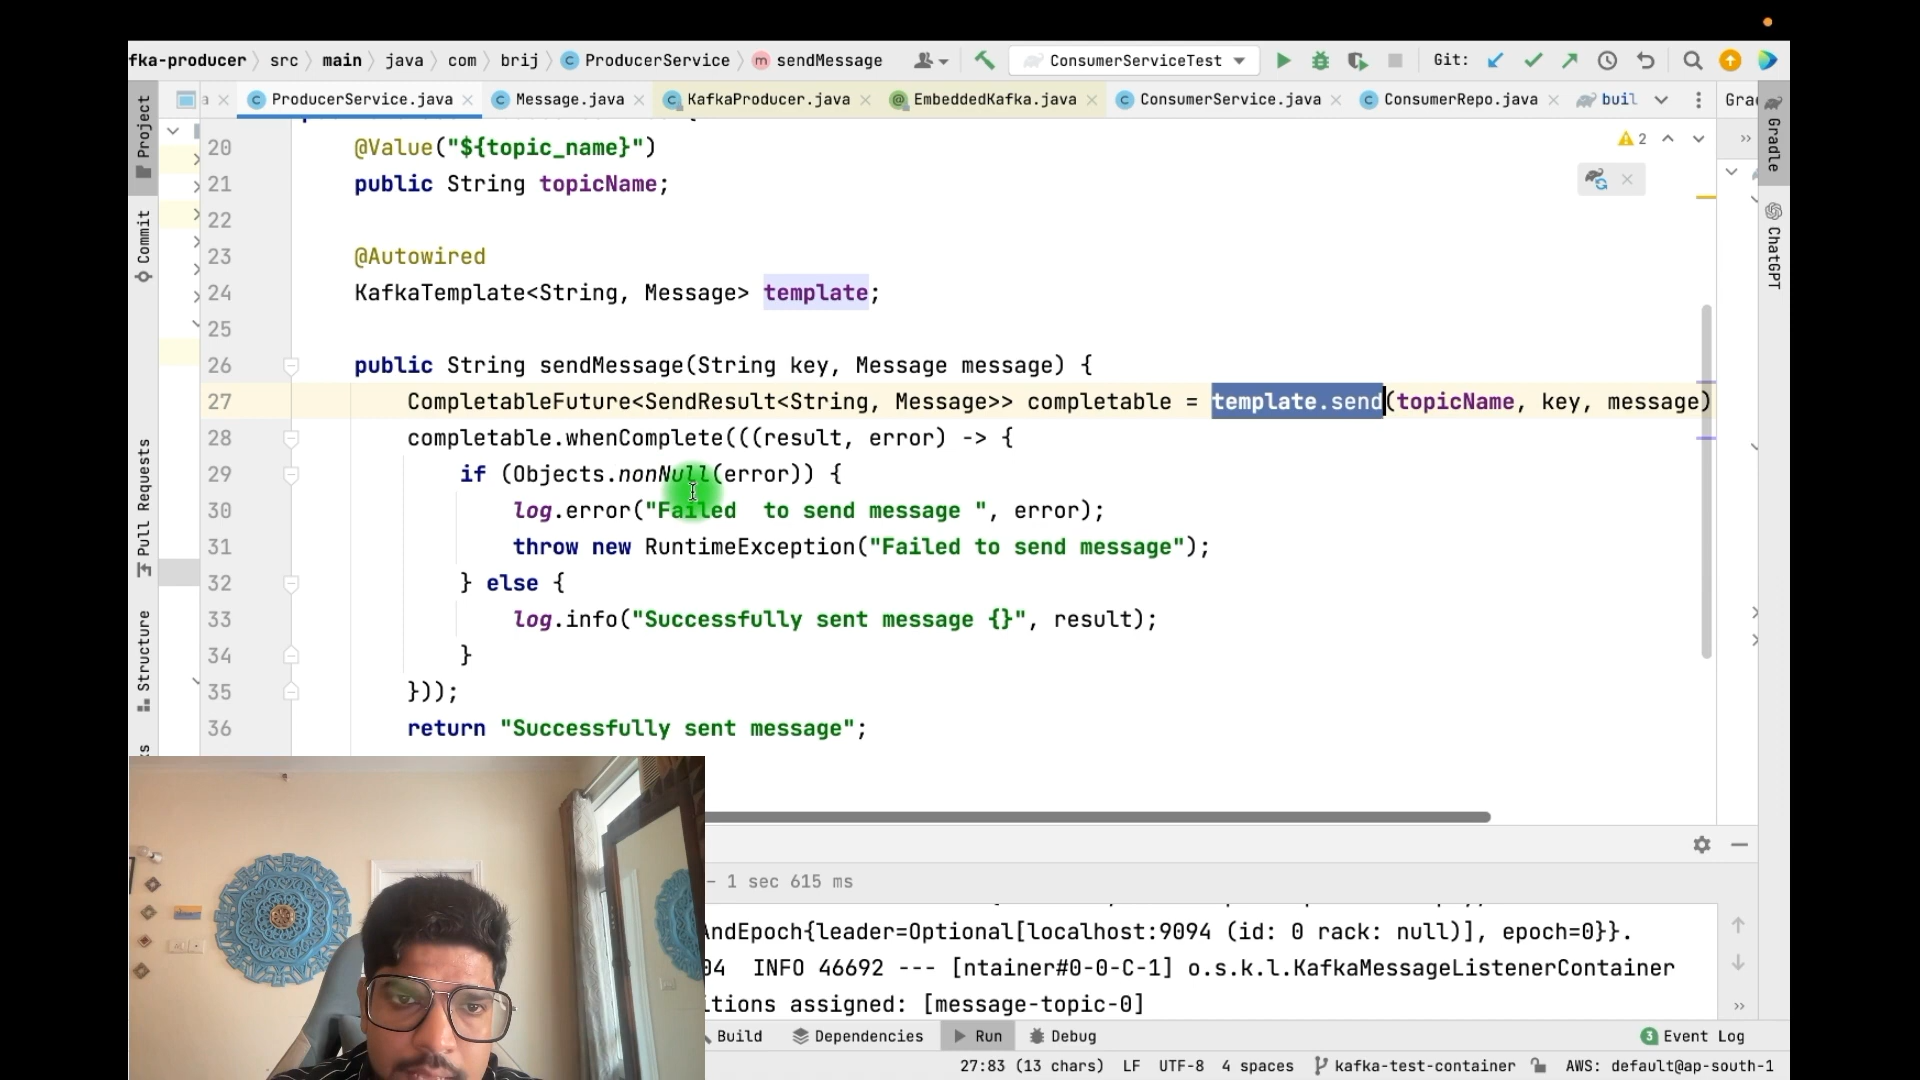 fka-producer > src > main > java > com > brij > ProducerService > sendMessage
ConsumerServiceTest
Git:
ProducerService.java
Message.java
KafkaProducer.java
EmbeddedKafka.java
ConsumerService.java
ConsumerRepo.java
buil
Project
Commit
Pull Requests
Structure
Gradle
ChatGPT
2
20 @Value("${topic_name}")
21 public String topicName;
22
23 @Autowired
24 KafkaTemplate<String, Message> template;
25
26 public String sendMessage(String key, Message message) {
27 CompletableFuture<SendResult<String, Message>> completable = template.send(topicName, key, message)
28 completable.whenComplete(((result, error) -> {
29 if (Objects.nonNull(error)) {
30 log.error("Failed  to send message ", error);
31 throw new RuntimeException("Failed to send message");
32 } else {
33 log.info("Successfully sent message {}", result);
34 }
35 }));
36 return "Successfully sent message";
– 1 sec 615 ms
AndEpoch{leader=Optional[localhost:9094 (id: 0 rack: null)], epoch=0}}.
04  INFO 46692 --- [ntainer#0-0-C-1] o.s.k.l.KafkaMessageListenerContainer
itions assigned: [message-topic-0]
Build
Dependencies
Run
Debug
3 Event Log
27:83 (13 chars)
LF
UTF-8
4 spaces
kafka-test-container
AWS: default@ap-south-1